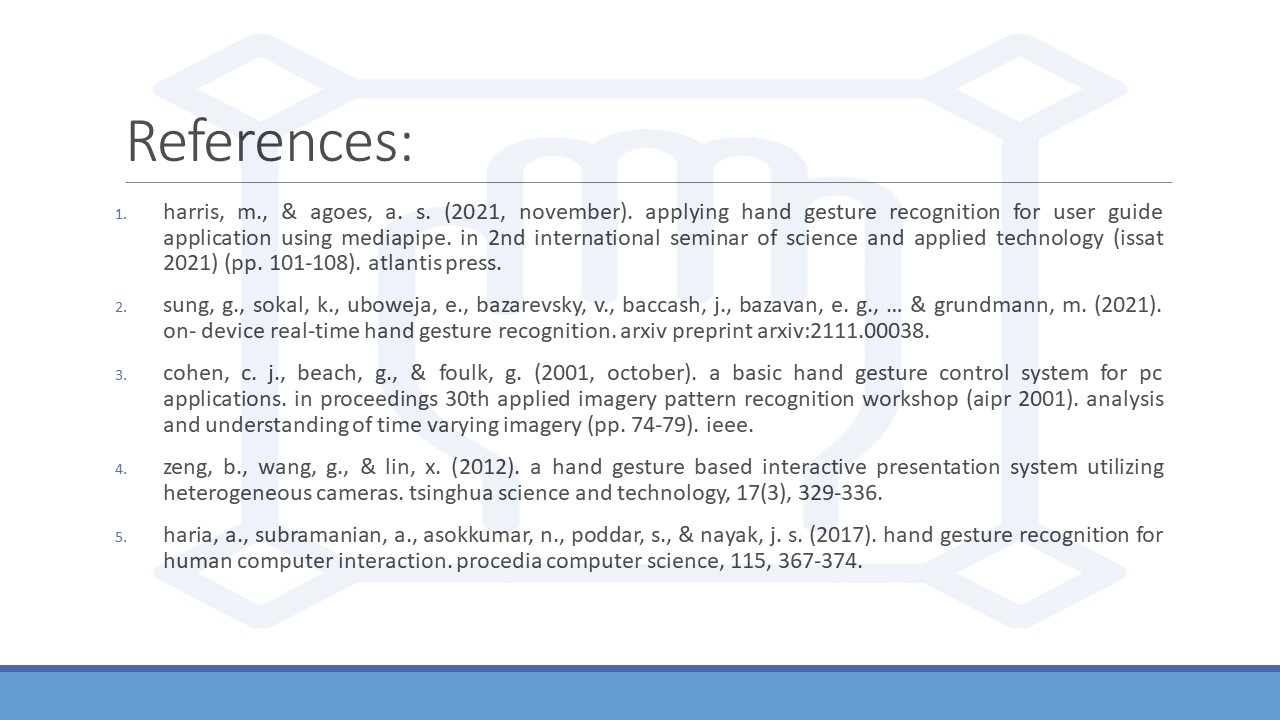 References:
1. harris, m., & agoes, a. s. (2021, november). applying hand gesture recognition for user guide
application using mediapipe. in 2nd international seminar of science and applied technology (issat
2021) (pp. 101-108). atlantis press.
2. sung, g., sokal, k., uboweja, e., bazarevsky, v., baccash, j., bazavan, e. g., ... & grundmann, m. (2021).
on- device real-time hand gesture recognition. arxiv preprint arxiv:2111.00038.
3. cohen, c. j., beach, g., & foulk, g. (2001, october). a basic hand gesture control system for pc
applications. in proceedings 30th applied imagery pattern recognition workshop (aipr 2001). analysis
and understanding of time varying imagery (pp. 74-79). ieee.
4. zeng, b., wang, g., & lin, x. (2012). a hand gesture based interactive presentation system utilizing
heterogeneous cameras. tsinghua science and technology, 17(3), 329-336.
5. haria, a., subramanian, a., asokkumar, n., poddar, s., & nayak, j. s. (2017). hand gesture recognition for
human computer interaction. procedia computer science, 115, 367-374.